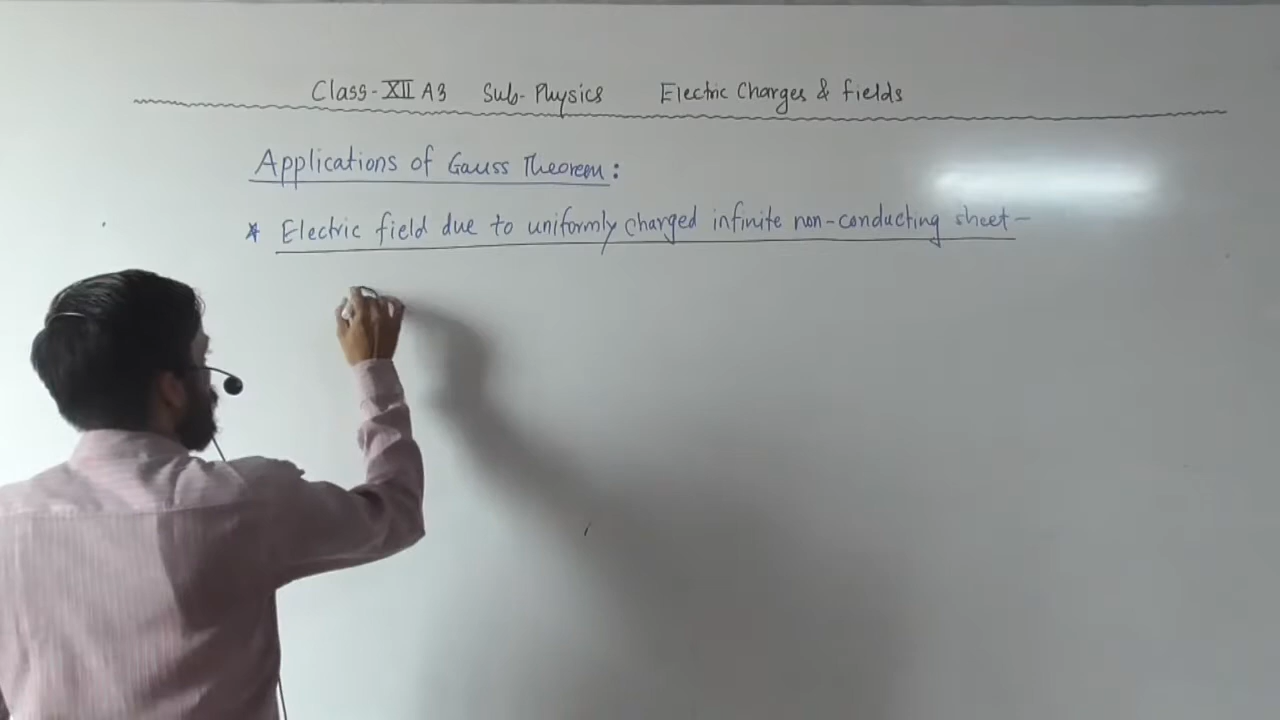 Class-XII A3 Sub-Physics Electric Charges & fields
Applications of Gauss Theorem:
* Electric field due to uniformly charged infinite non-conducting sheet-